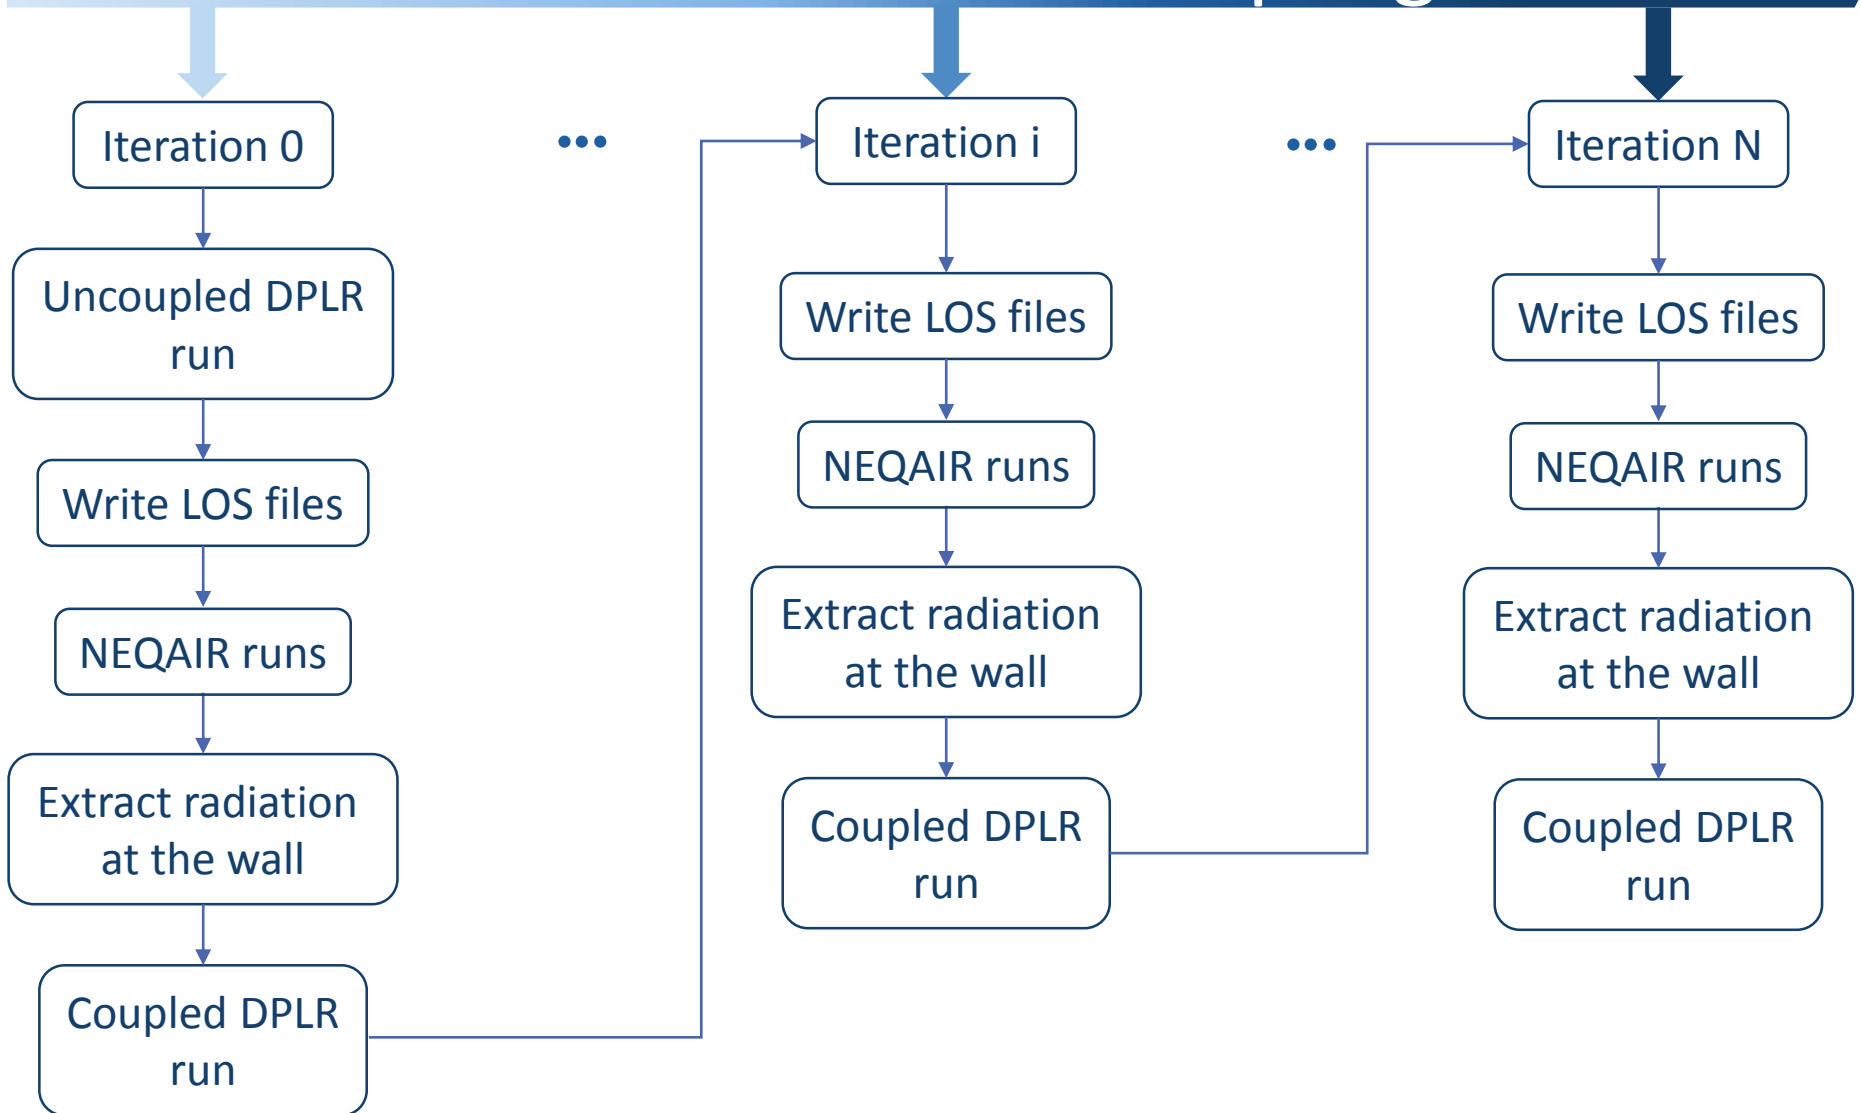 Iteration 0
Uncoupled DPLR
run
Write LOS files
NEQAIR runs
Extract radiation
at the wall
Coupled DPLR
run
...
Iteration i
Write LOS files
NEQAIR runs
Extract radiation
at the wall
Coupled DPLR
run
...
Iteration N
Write LOS files
NEQAIR runs
Extract radiation
at the wall
Coupled DPLR
run